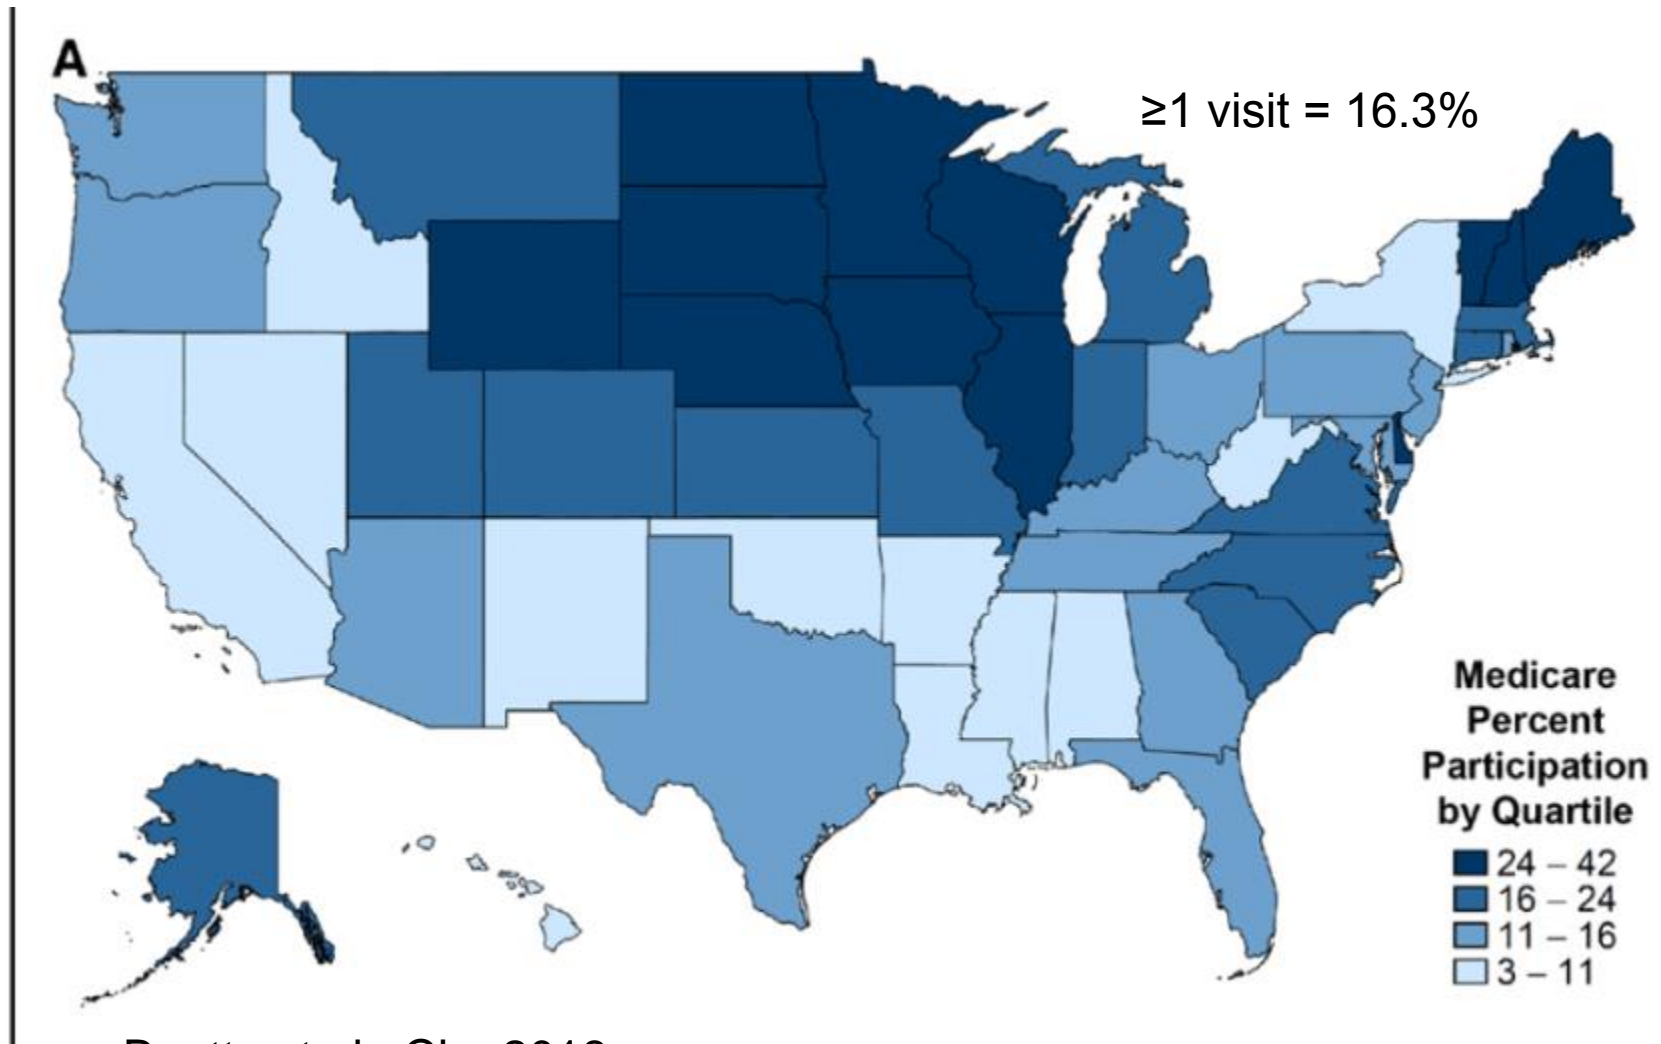 A
≥1 visit = 16.3%
Medicare
Percent
Participation
by Quartile
24 – 42
16 – 24
11 – 16
3 – 11